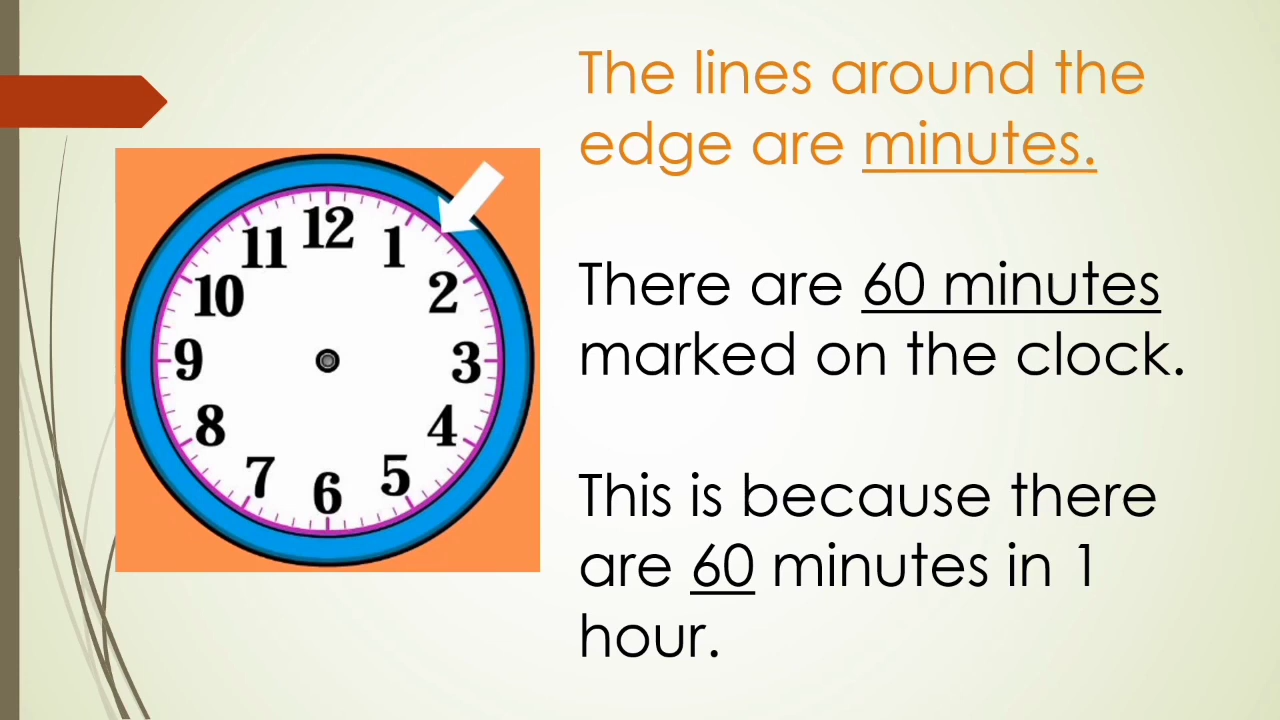 The lines around the
edge are minutes.
There are 60 minutes
marked on the clock.
This is because there
are 60 minutes in 1
hour.
12
1
2
3
4
5
6
7
8
9
10
11